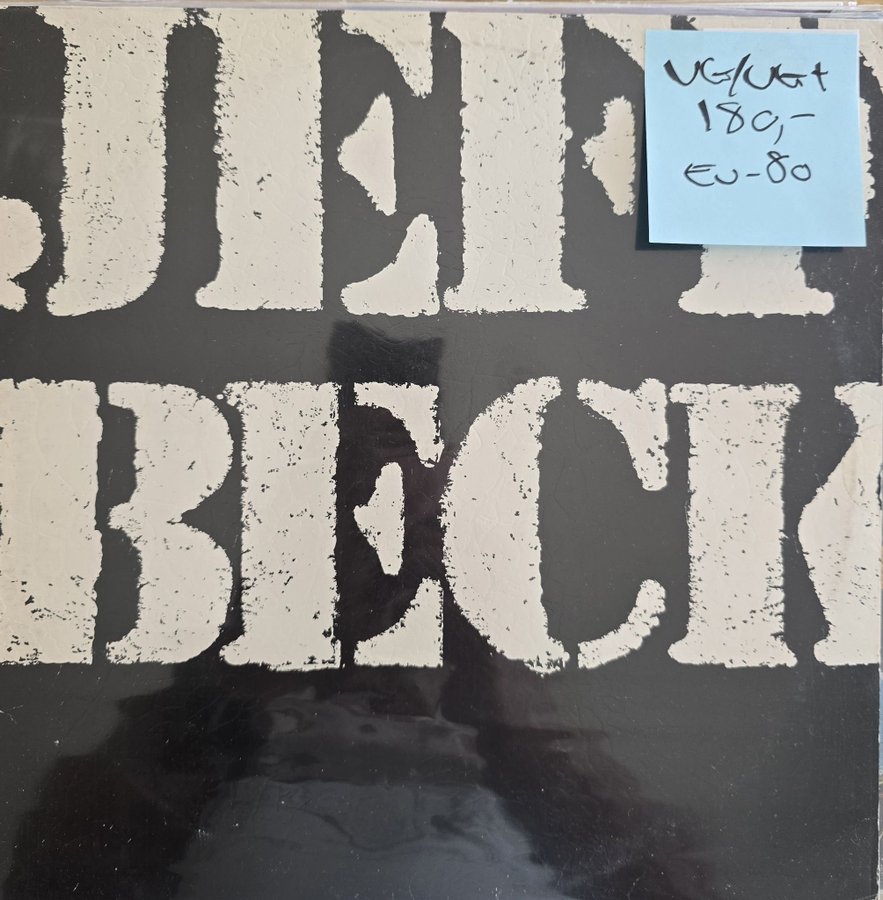 JEFF
BECK
VG/VG+
180,-
EU-80